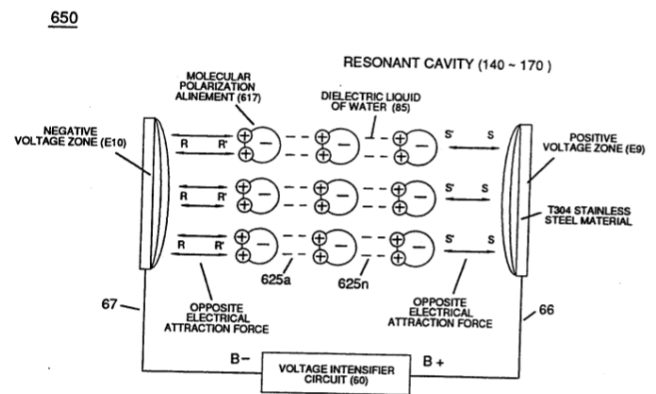 650
RESONANT CAVITY (140 ~ 170 )
MOLECULAR
POLARIZATION
ALINEMENT (617)
DIELECTRIC LIQUID
OF WATER (85)
NEGATIVE
VOLTAGE ZONE (E10)
POSITIVE
VOLTAGE ZONE (E9)
R R' + + − + + − + + − S' S
R R' + + − + + − + + − S' S
T304 STAINLESS
STEEL MATERIAL
R R' + + − + + − + + − S' S
625a
625n
67
OPPOSITE
ELECTRICAL
ATTRACTION FORCE
OPPOSITE
ELECTRICAL
ATTRACTION FORCE
66
B−
B+
VOLTAGE INTENSIFIER
CIRCUIT (60)